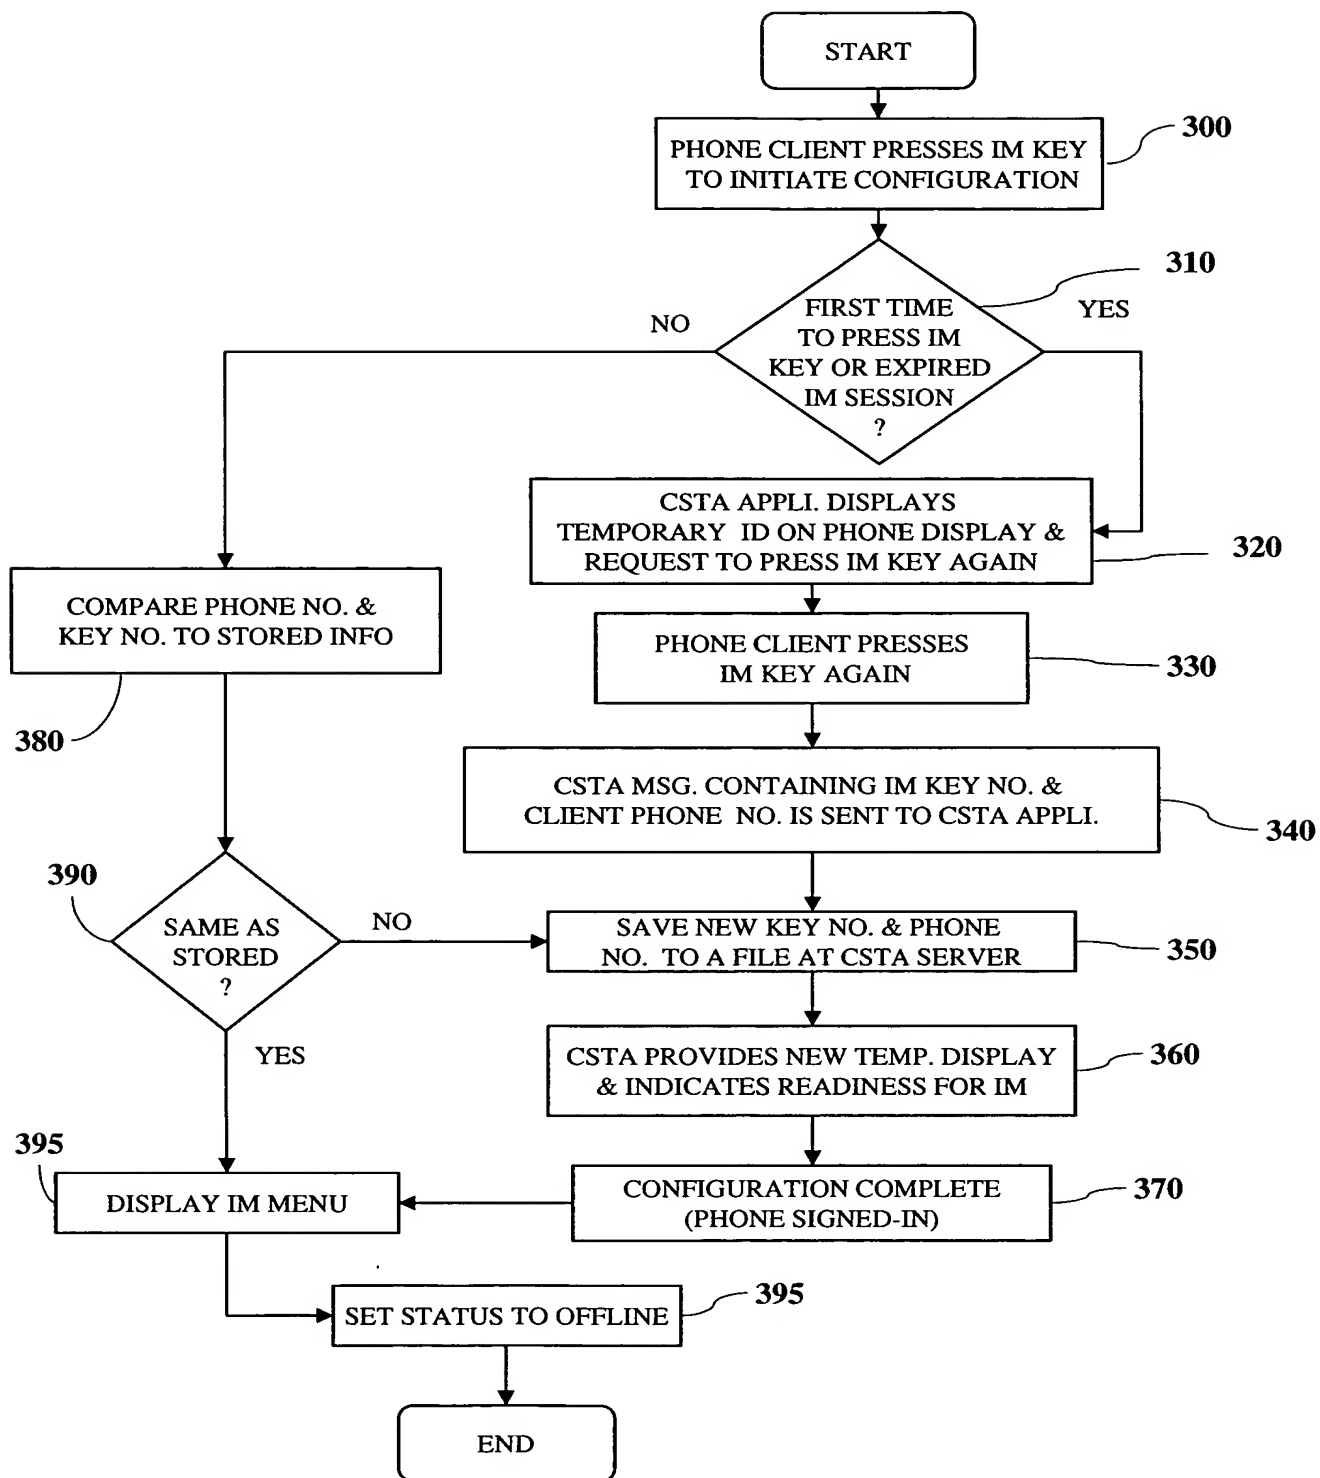 START
PHONE CLIENT PRESSES IM KEY
TO INITIATE CONFIGURATION
300
310
FIRST TIME
TO PRESS IM
KEY OR EXPIRED
IM SESSION
?
NO
YES
CSTA APPLI. DISPLAYS
TEMPORARY ID ON PHONE DISPLAY &
REQUEST TO PRESS IM KEY AGAIN
320
COMPARE PHONE NO. &
KEY NO. TO STORED INFO
380
PHONE CLIENT PRESSES
IM KEY AGAIN
330
CSTA MSG. CONTAINING IM KEY NO. &
CLIENT PHONE NO. IS SENT TO CSTA APPLI.
340
390
SAME AS
STORED
?
NO
YES
SAVE NEW KEY NO. & PHONE
NO. TO A FILE AT CSTA SERVER
350
CSTA PROVIDES NEW TEMP. DISPLAY
& INDICATES READINESS FOR IM
360
395
DISPLAY IM MENU
CONFIGURATION COMPLETE
(PHONE SIGNED-IN)
370
SET STATUS TO OFFLINE
395
END